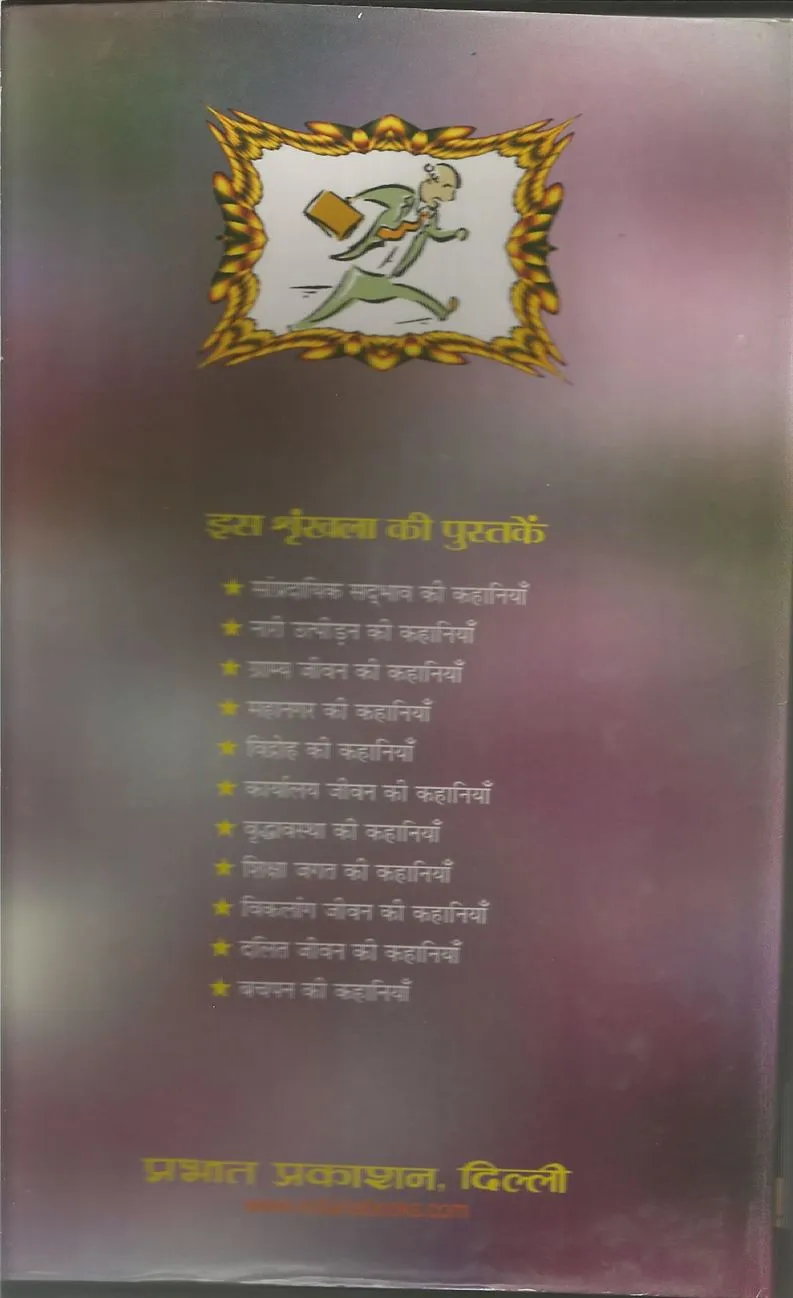 इस शृंखला की पुस्तकें
★ सांप्रदायिक सद्भाव की कहानियाँ
★ नारी उत्पीड़न की कहानियाँ
★ ग्राम्य जीवन की कहानियाँ
★ महानगर की कहानियाँ
★ विद्रोह की कहानियाँ
★ कार्यालय जीवन की कहानियाँ
★ वृद्धावस्था की कहानियाँ
★ शिक्षा जगत की कहानियाँ
★ विकलांग जीवन की कहानियाँ
★ दलित जीवन की कहानियाँ
★ बचपन की कहानियाँ
प्रभात प्रकाशन, दिल्ली